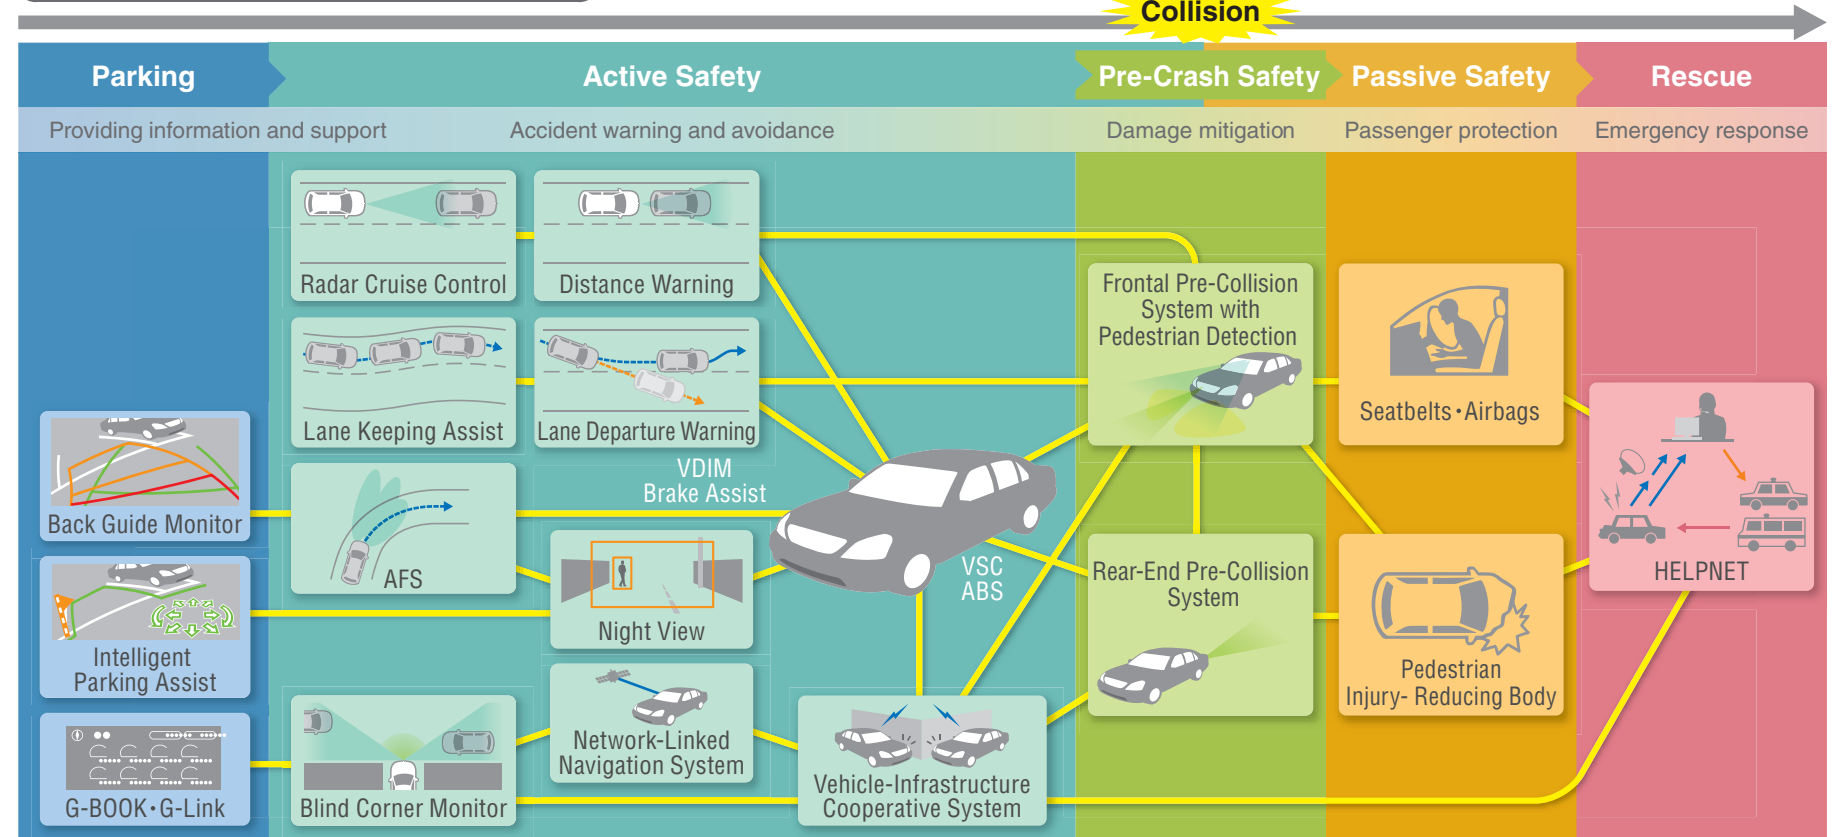 Collision
Parking
Active Safety
Pre-Crash Safety
Passive Safety
Rescue
Providing information and support
Accident warning and avoidance
Damage mitigation
Passenger protection
Emergency response
Radar Cruise Control
Distance Warning
Frontal Pre-Collision
System with
Pedestrian Detection
Seatbelts・Airbags
Lane Keeping Assist
Lane Departure Warning
VDIM
Brake Assist
Back Guide Monitor
AFS
Night View
VSC
ABS
Rear-End Pre-Collision
System
HELPNET
Intelligent
Parking Assist
Pedestrian
Injury- Reducing Body
Network-Linked
Navigation System
Vehicle-Infrastructure
Cooperative System
G-BOOK・G-Link
Blind Corner Monitor